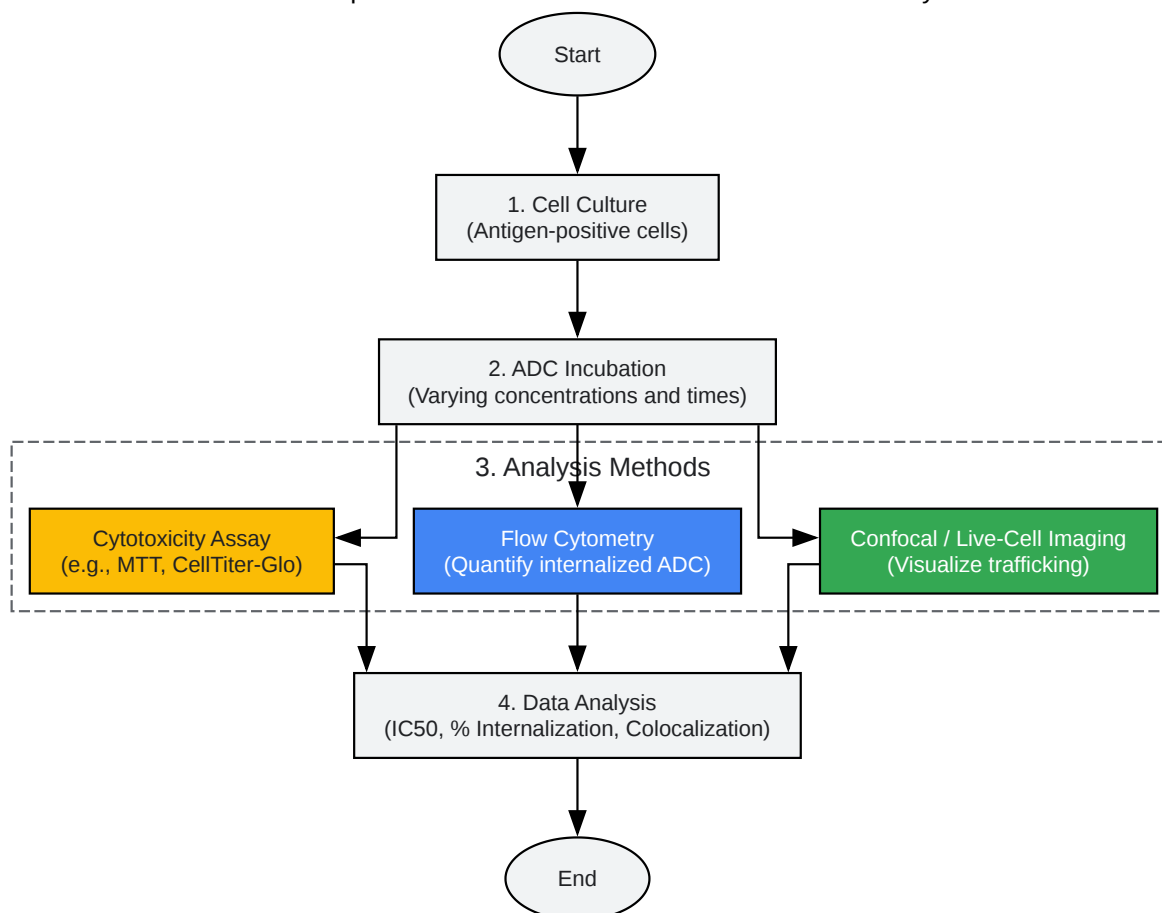 Start
1. Cell Culture
(Antigen-positive cells)
2. ADC Incubation
(Varying concentrations and times)
3. Analysis Methods
Cytotoxicity Assay
(e.g., MTT, CellTiter-Glo)
Flow Cytometry
(Quantify internalized ADC)
Confocal / Live-Cell Imaging
(Visualize trafficking)
4. Data Analysis
(IC50, % Internalization, Colocalization)
End